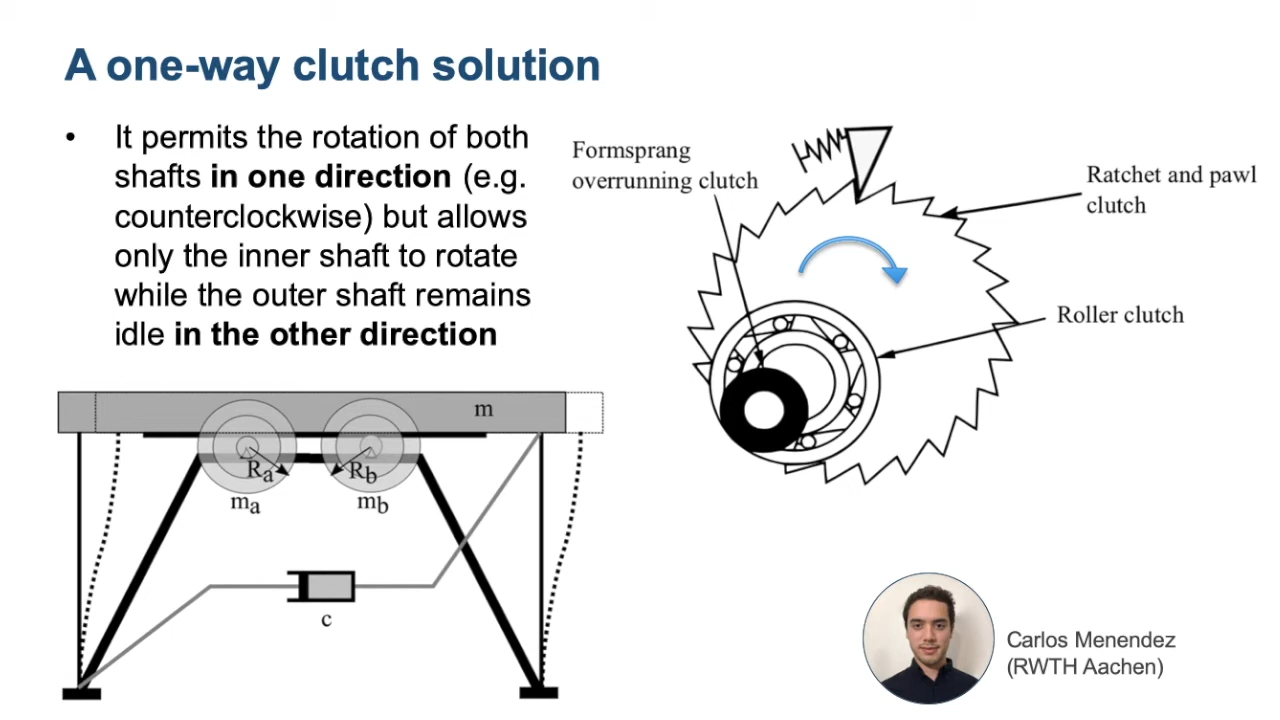 A one-way clutch solution
• It permits the rotation of both
shafts in one direction (e.g.
counterclockwise) but allows
only the inner shaft to rotate
while the outer shaft remains
idle in the other direction
Formsprang
overrunning clutch
Ratchet and pawl
clutch
Roller clutch
m
Ra
Rb
ma
mb
c
Carlos Menendez
(RWTH Aachen)